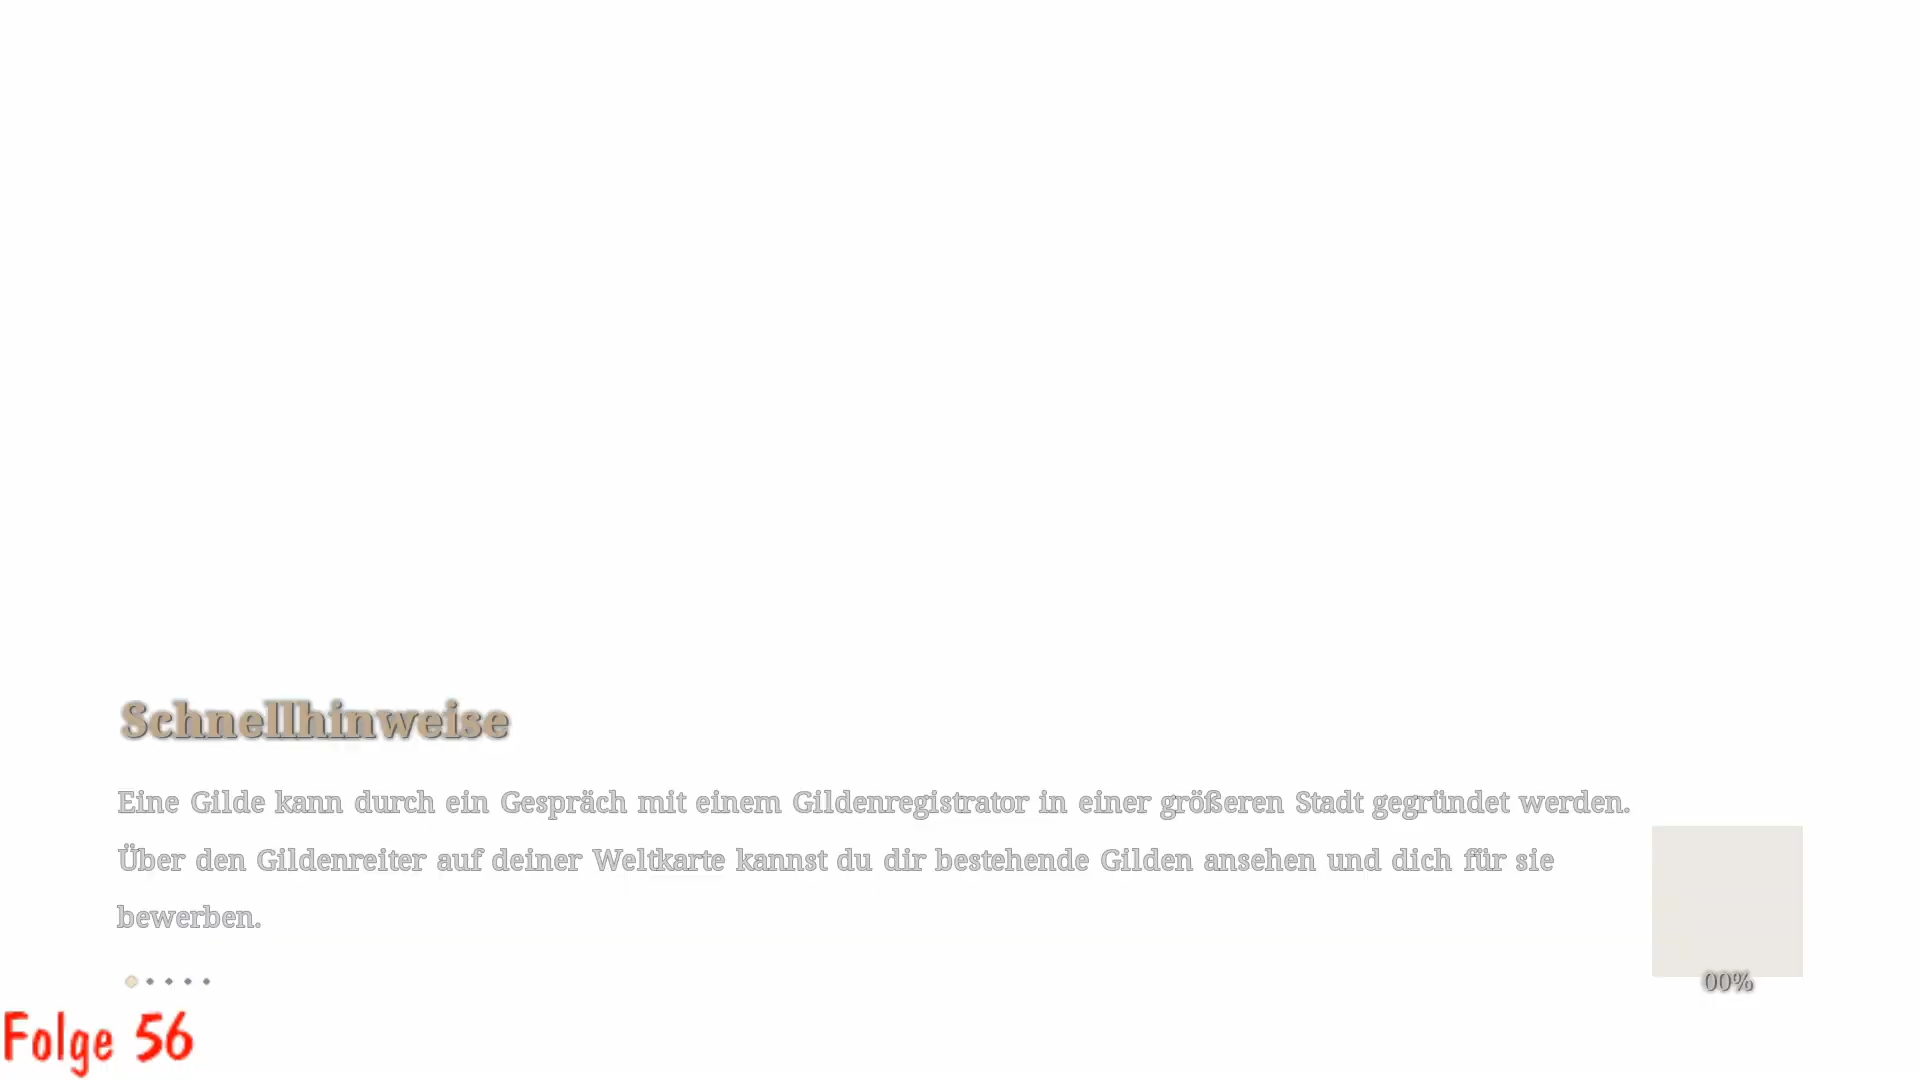 Schnellhinweise
Eine Gilde kann durch ein Gespräch mit einem Gildenregistrator in einer größeren Stadt gegründet werden.
Über den Gildenreiter auf deiner Weltkarte kannst du dir bestehende Gilden ansehen und dich für sie
bewerben.
00%
Folge 56